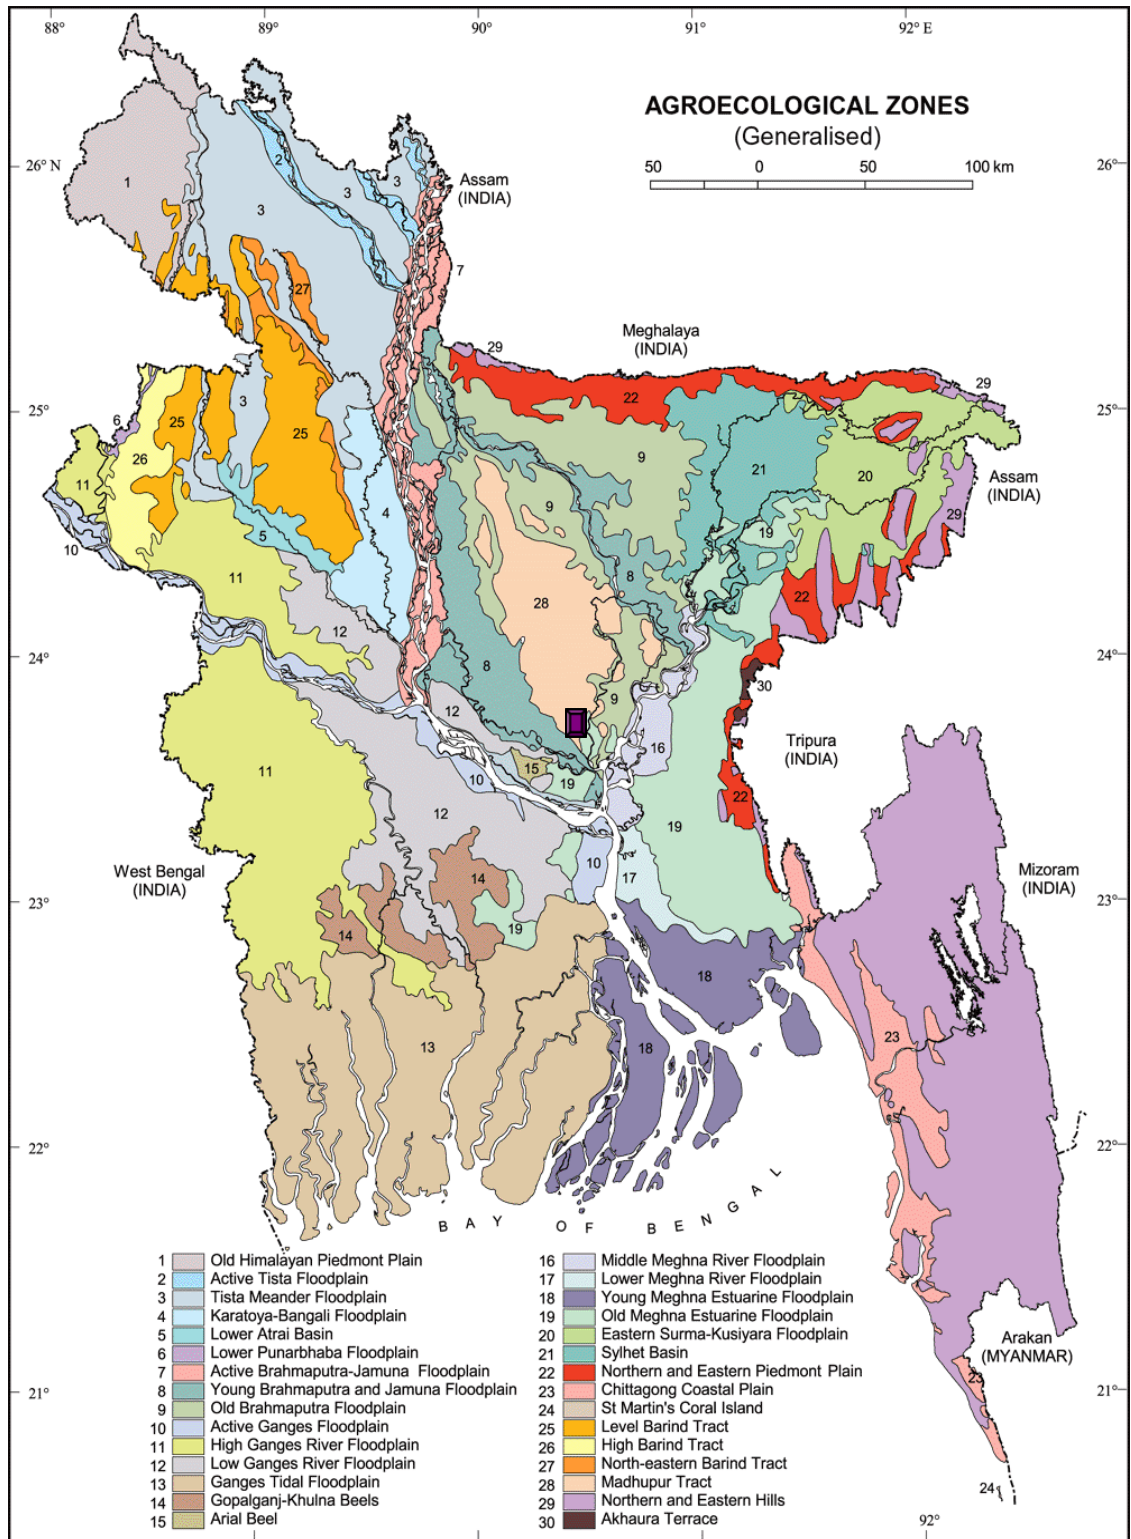 88° 89° 90° 91° 92° E
AGROECOLOGICAL ZONES
(Generalised)
50 0 50 100 km
26° N
26°
Assam
(INDIA)
1
2
3
3
3
7
27
Meghalaya
(INDIA)
29
29
25°
25°
22
6
25
3
25
26
11
9
21
20
Assam
(INDIA)
4
9
29
10
5
19
11
8
28
22
12
24°
24°
8
30
9
12
16
Tripura
(INDIA)
11
15
10
19
22
12
19
West Bengal
(INDIA)
10
17
14
Mizoram
(INDIA)
23°
23°
14
19
18
23
13
18
22°
22°
BAY OF BENGAL
1 Old Himalayan Piedmont Plain
2 Active Tista Floodplain
3 Tista Meander Floodplain
4 Karatoya-Bangali Floodplain
5 Lower Atrai Basin
6 Lower Punarbhaba Floodplain
7 Active Brahmaputra-Jamuna Floodplain
8 Young Brahmaputra and Jamuna Floodplain
9 Old Brahmaputra Floodplain
10 Active Ganges Floodplain
11 High Ganges River Floodplain
12 Low Ganges River Floodplain
13 Ganges Tidal Floodplain
14 Gopalganj-Khulna Beels
15 Arial Beel
16 Middle Meghna River Floodplain
17 Lower Meghna River Floodplain
18 Young Meghna Estuarine Floodplain
19 Old Meghna Estuarine Floodplain
20 Eastern Surma-Kusiyara Floodplain
21 Sylhet Basin
22 Northern and Eastern Piedmont Plain
23 Chittagong Coastal Plain
24 St Martin's Coral Island
25 Level Barind Tract
26 High Barind Tract
27 North-eastern Barind Tract
28 Madhupur Tract
29 Northern and Eastern Hills
30 Akhaura Terrace
Arakan
(MYANMAR)
23
21°
21°
24
92°